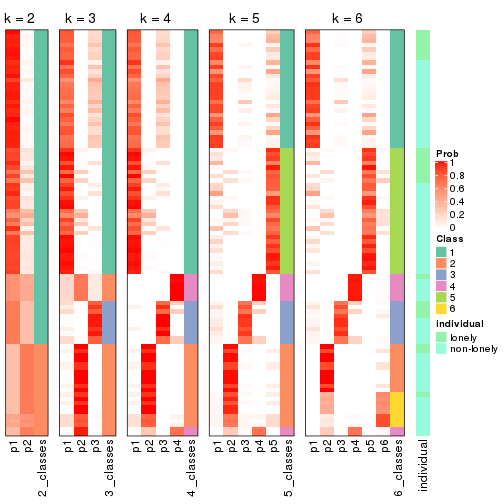 k = 2 k = 3 k = 4 k = 5 k = 6
Prob
1
0.8
0.6
0.4
0.2
0
Class
1
2
3
4
5
6
individual
lonely
non-lonely
p1 p2 2_classes p1 p2 p3 3_classes p1 p2 p3 p4 4_classes p1 p2 p3 p4 p5 5_classes p1 p2 p3 p4 p5 p6 6_classes individual